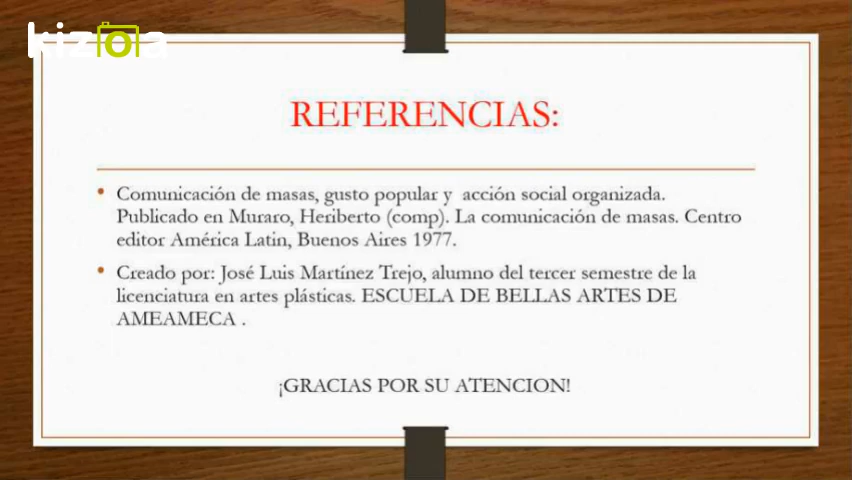 kizoa
REFERENCIAS:
• Comunicación de masas, gusto popular y acción social organizada.
Publicado en Muraro, Heriberto (comp). La comunicación de masas. Centro
editor América Latin, Buenos Aires 1977.
• Creado por: José Luis Martínez Trejo, alumno del tercer semestre de la
licenciatura en artes plásticas. ESCUELA DE BELLAS ARTES DE
AMEAMECA .
¡GRACIAS POR SU ATENCION!